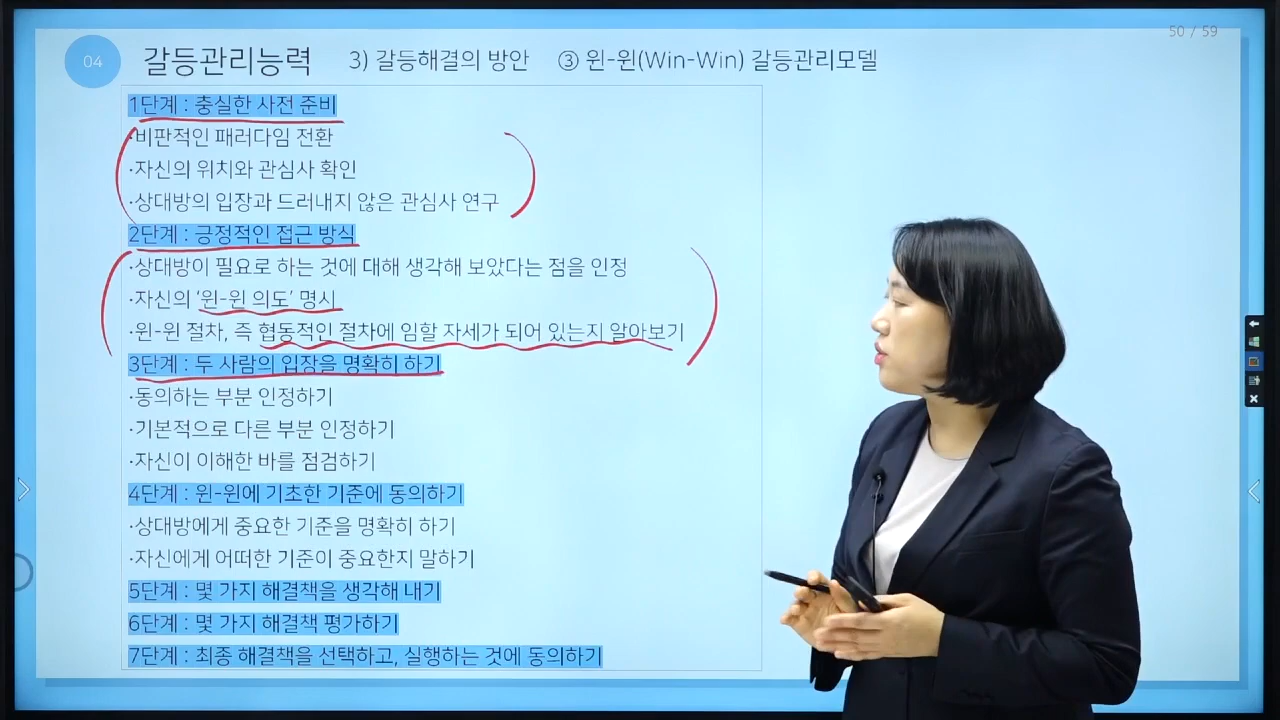 50 / 59
04 갈등관리능력 3) 갈등해결의 방안 ③ 윈-윈(Win-Win) 갈등관리모델
1단계 : 충실한 사전 준비
·비판적인 패러다임 전환
·자신의 위치와 관심사 확인
·상대방의 입장과 드러내지 않은 관심사 연구
2단계 : 긍정적인 접근 방식
·상대방이 필요로 하는 것에 대해 생각해 보았다는 점을 인정
·자신의 ‘윈-윈 의도’ 명시
·윈-윈 절차, 즉 협동적인 절차에 임할 자세가 되어 있는지 알아보기
3단계 : 두 사람의 입장을 명확히 하기
·동의하는 부분 인정하기
·기본적으로 다른 부분 인정하기
·자신이 이해한 바를 점검하기
4단계 : 윈-윈에 기초한 기준에 동의하기
·상대방에게 중요한 기준을 명확히 하기
·자신에게 어떠한 기준이 중요한지 말하기
5단계 : 몇 가지 해결책을 생각해 내기
6단계 : 몇 가지 해결책 평가하기
7단계 : 최종 해결책을 선택하고, 실행하는 것에 동의하기